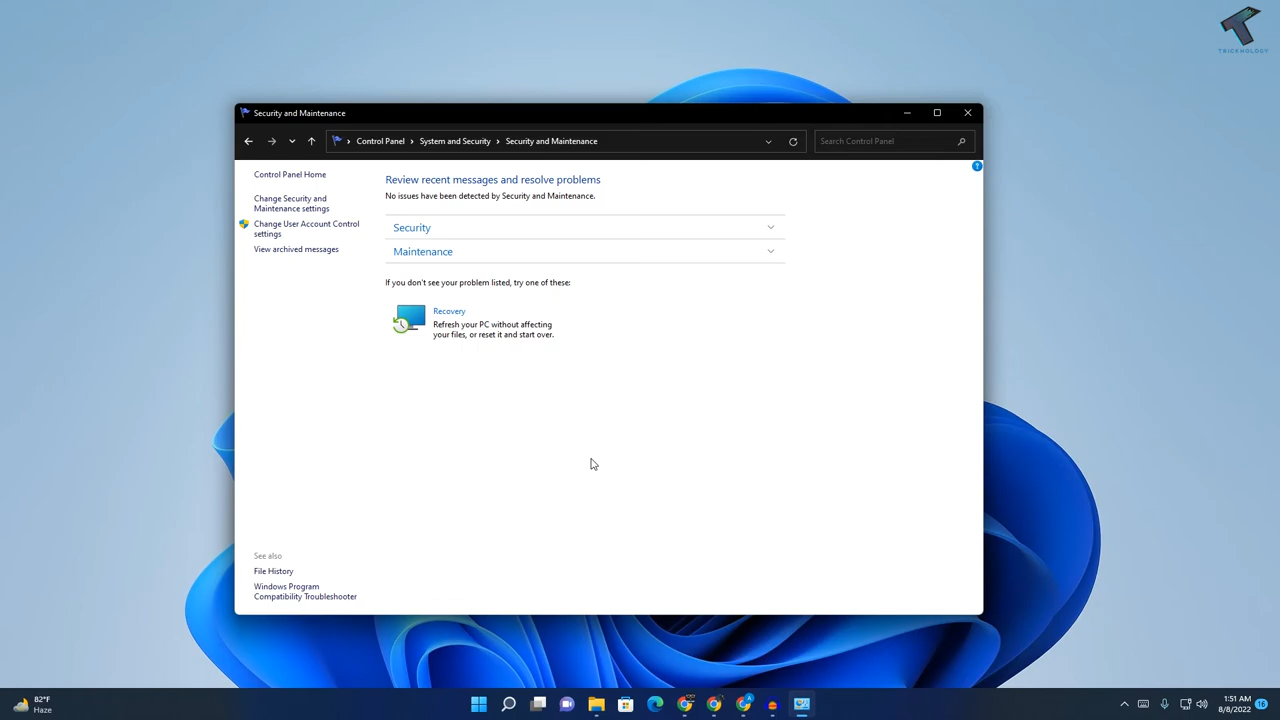 TRICKNOLOGY
Security and Maintenance
Control Panel › System and Security › Security and Maintenance
Search Control Panel
Control Panel Home
Change Security and
Maintenance settings
Change User Account Control
settings
View archived messages
Review recent messages and resolve problems
No issues have been detected by Security and Maintenance.
Security
Maintenance
If you don't see your problem listed, try one of these:
Recovery
Refresh your PC without affecting
your files, or reset it and start over.
See also
File History
Windows Program
Compatibility Troubleshooter
82°F
Haze
1:51 AM
8/8/2022
16